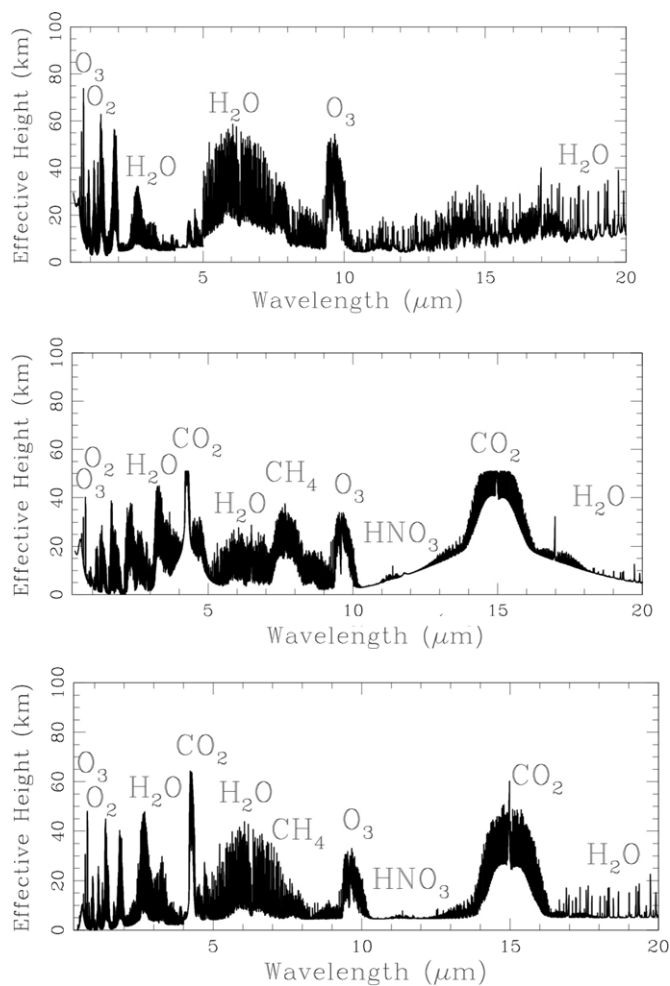 Effective Height (km)
100
80
60
40
20
0
O₃
O₂
H₂O
H₂O
O₃
H₂O
5
10
15
20
Wavelength (μm)
Effective Height (km)
100
80
60
40
20
0
O₂
O₃
H₂O
CO₂
H₂O
CH₄
O₃
HNO₃
CO₂
H₂O
5
10
15
20
Wavelength (μm)
Effective Height (km)
100
80
60
40
20
0
O₃
O₂
H₂O
CO₂
H₂O
CH₄
O₃
HNO₃
CO₂
H₂O
5
10
15
20
Wavelength (μm)